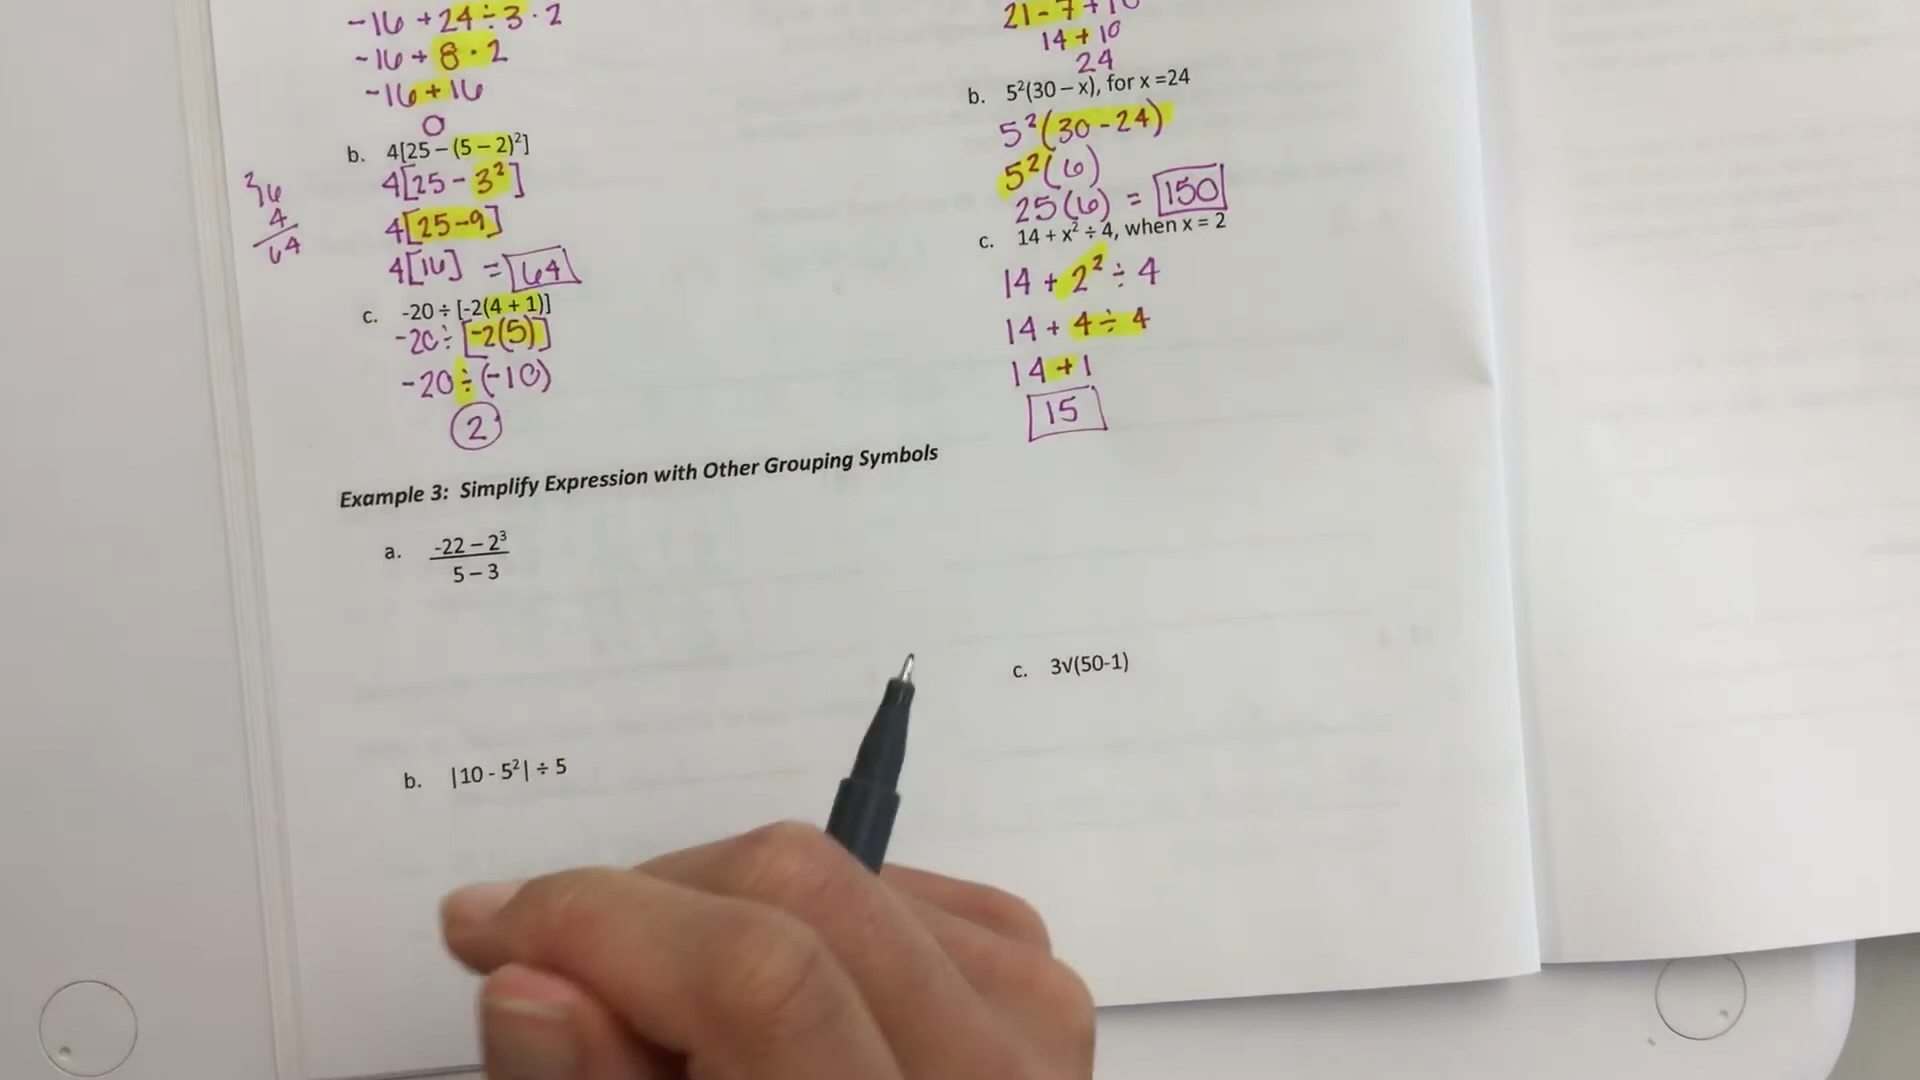 -16 + 24 ÷ 3 · 2
-16 + 8 · 2
-16 + 16
0
b. 4[25 – (5 – 2)²]
4[25 - 3²]
4[25-9]
4[16] = 64
16
4
64
c. -20 ÷ [-2(4 + 1)]
-20 ÷ [-2(5)]
-20 ÷ (-10)
2
21 - 7 + 10
14 + 10
24
b. 5²(30 – x), for x =24
5²(30-24)
5²(6)
25(6) = 150
c. 14 + x² ÷ 4, when x = 2
14 + 2² ÷ 4
14 + 4 ÷ 4
14 + 1
15
Example 3: Simplify Expression with Other Grouping Symbols
a. -22 – 2³
5 – 3
b. |10 - 5²| ÷ 5
c. 3√(50-1)